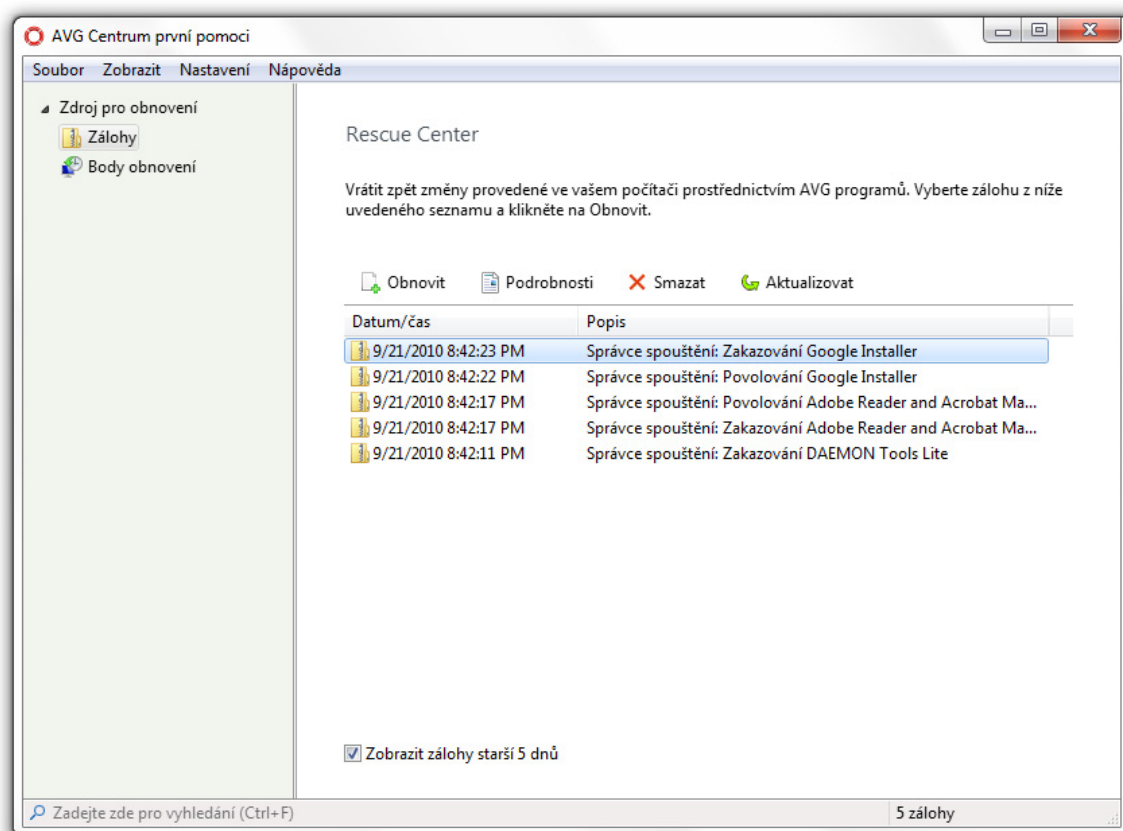 AVG Centrum první pomoci
Soubor Zobrazit Nastavení Nápověda
Zdroj pro obnovení
Zálohy
Body obnovení
Rescue Center
Vrátit zpět změny provedené ve vašem počítači prostřednictvím AVG programů. Vyberte zálohu z níže
uvedeného seznamu a klikněte na Obnovit.
Obnovit Podrobnosti Smazat Aktualizovat
Datum/čas Popis
9/21/2010 8:42:23 PM Správce spouštění: Zakazování Google Installer
9/21/2010 8:42:22 PM Správce spouštění: Povolování Google Installer
9/21/2010 8:42:17 PM Správce spouštění: Povolování Adobe Reader and Acrobat Ma...
9/21/2010 8:42:17 PM Správce spouštění: Zakazování Adobe Reader and Acrobat Ma...
9/21/2010 8:42:11 PM Správce spouštění: Zakazování DAEMON Tools Lite
Zobrazit zálohy starší 5 dnů
Zadejte zde pro vyhledání (Ctrl+F) 5 zálohy